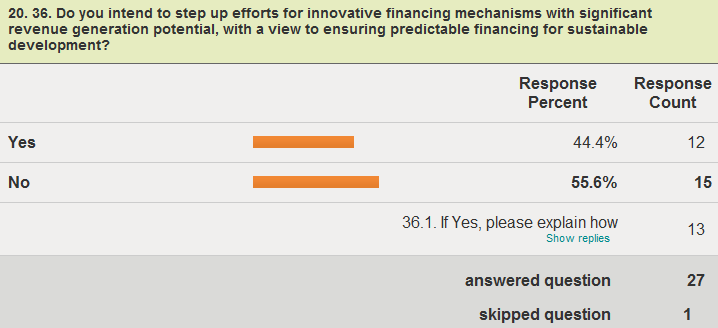 20. 36. Do you intend to step up efforts for innovative financing mechanisms with significant
revenue generation potential, with a view to ensuring predictable financing for sustainable
development?
Response Percent Response Count
Yes 44.4% 12
No 55.6% 15
36.1. If Yes, please explain how 13
Show replies
answered question 27
skipped question 1